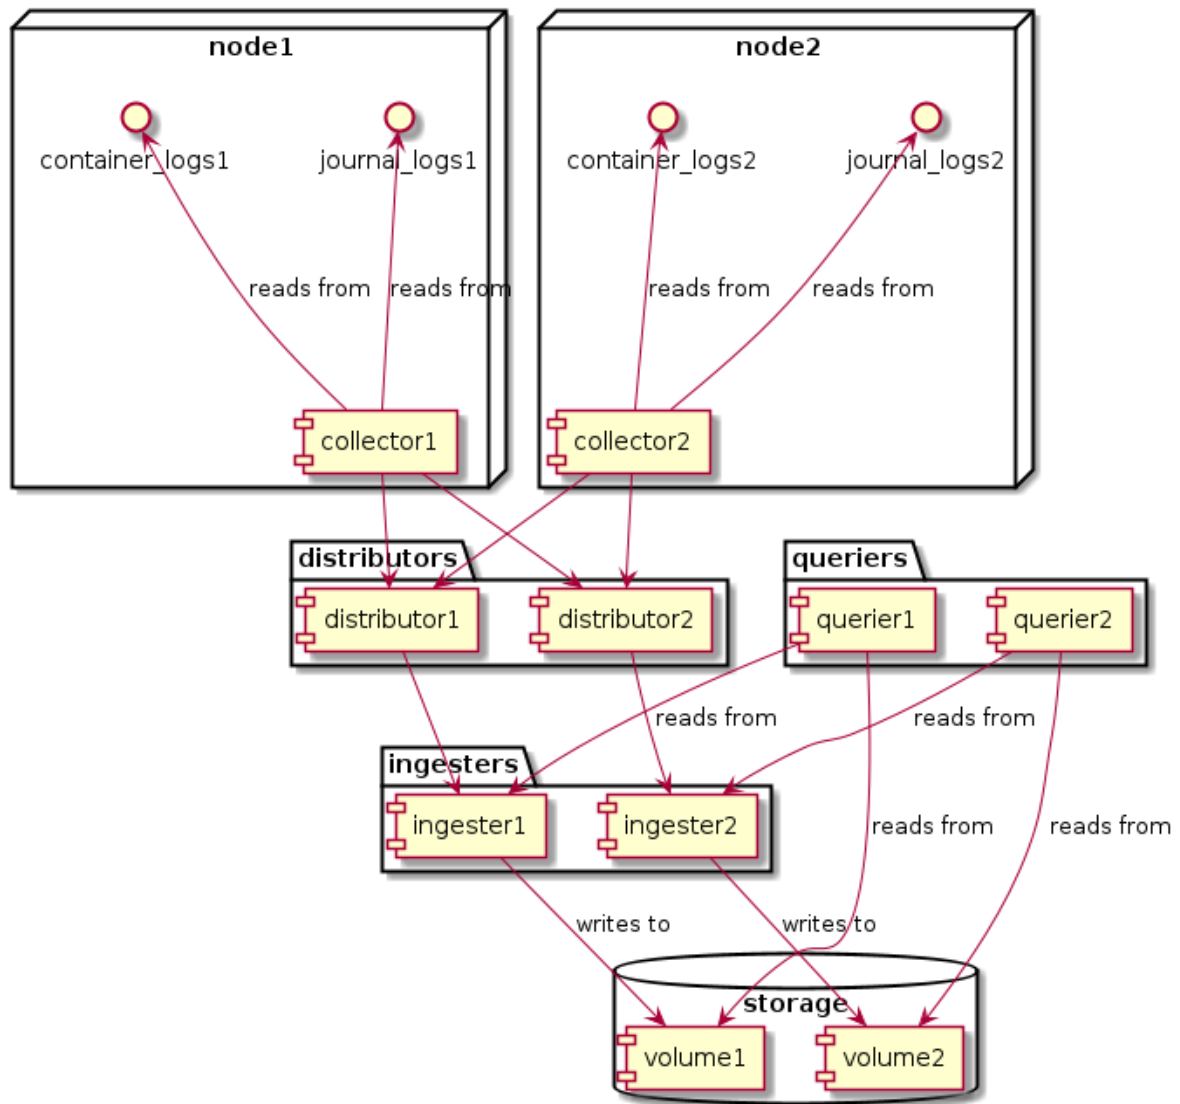 node1
node2
container_logs1
journal_logs1
container_logs2
journal_logs2
reads from
reads from
reads from
reads from
collector1
collector2
distributors
queriers
distributor1
distributor2
querier1
querier2
reads from
reads from
ingesters
ingester1
ingester2
reads from
reads from
writes to
writes to
storage
volume1
volume2